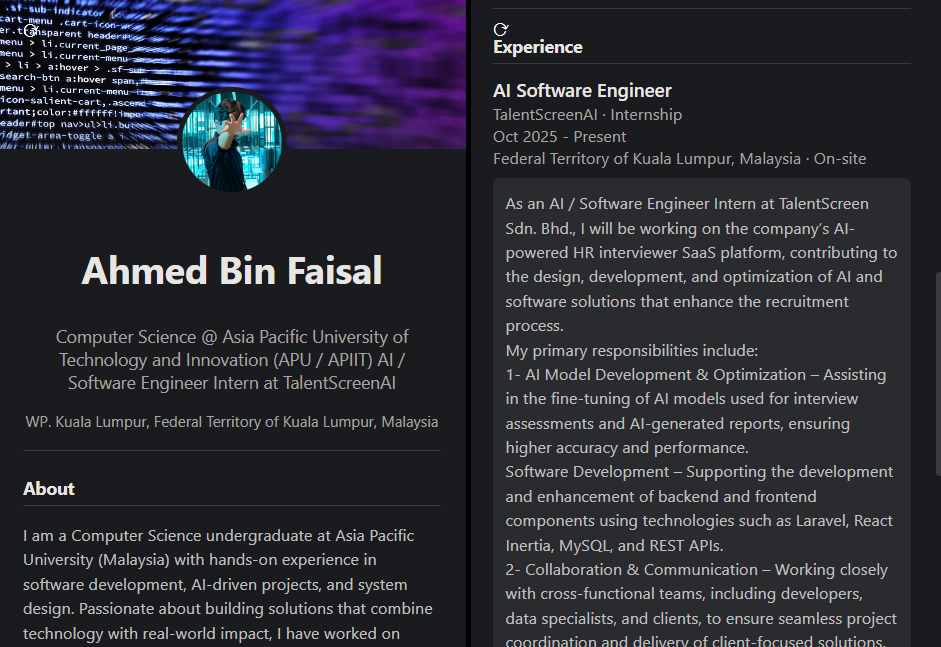 .sf-sub-indicator {
cart-menu .cart-icon-wr
er.transparent header#top
menu > li.current_page_
menu > li.current-menu
> li > a:hover > .sf-sub
search-btn a:hover span,#he
menu > li.current-menu-ite
icon-salient-cart,.ascend
rtant;color:#ffffff!impo
eader#top nav>ul>li.but
idget-area-toggle a i
Ahmed Bin Faisal
Computer Science @ Asia Pacific University of
Technology and Innovation (APU / APIIT) AI /
Software Engineer Intern at TalentScreenAI
WP. Kuala Lumpur, Federal Territory of Kuala Lumpur, Malaysia
About
I am a Computer Science undergraduate at Asia Pacific
University (Malaysia) with hands-on experience in
software development, AI-driven projects, and system
design. Passionate about building solutions that combine
technology with real-world impact, I have worked on
Experience
AI Software Engineer
TalentScreenAI · Internship
Oct 2025 - Present
Federal Territory of Kuala Lumpur, Malaysia · On-site
As an AI / Software Engineer Intern at TalentScreen
Sdn. Bhd., I will be working on the company’s AI-
powered HR interviewer SaaS platform, contributing to
the design, development, and optimization of AI and
software solutions that enhance the recruitment
process.
My primary responsibilities include:
1- AI Model Development & Optimization – Assisting
in the fine-tuning of AI models used for interview
assessments and AI-generated reports, ensuring
higher accuracy and performance.
Software Development – Supporting the development
and enhancement of backend and frontend
components using technologies such as Laravel, React
Inertia, MySQL, and REST APIs.
2- Collaboration & Communication – Working closely
with cross-functional teams, including developers,
data specialists, and clients, to ensure seamless project
coordination and delivery of client-focused solutions.